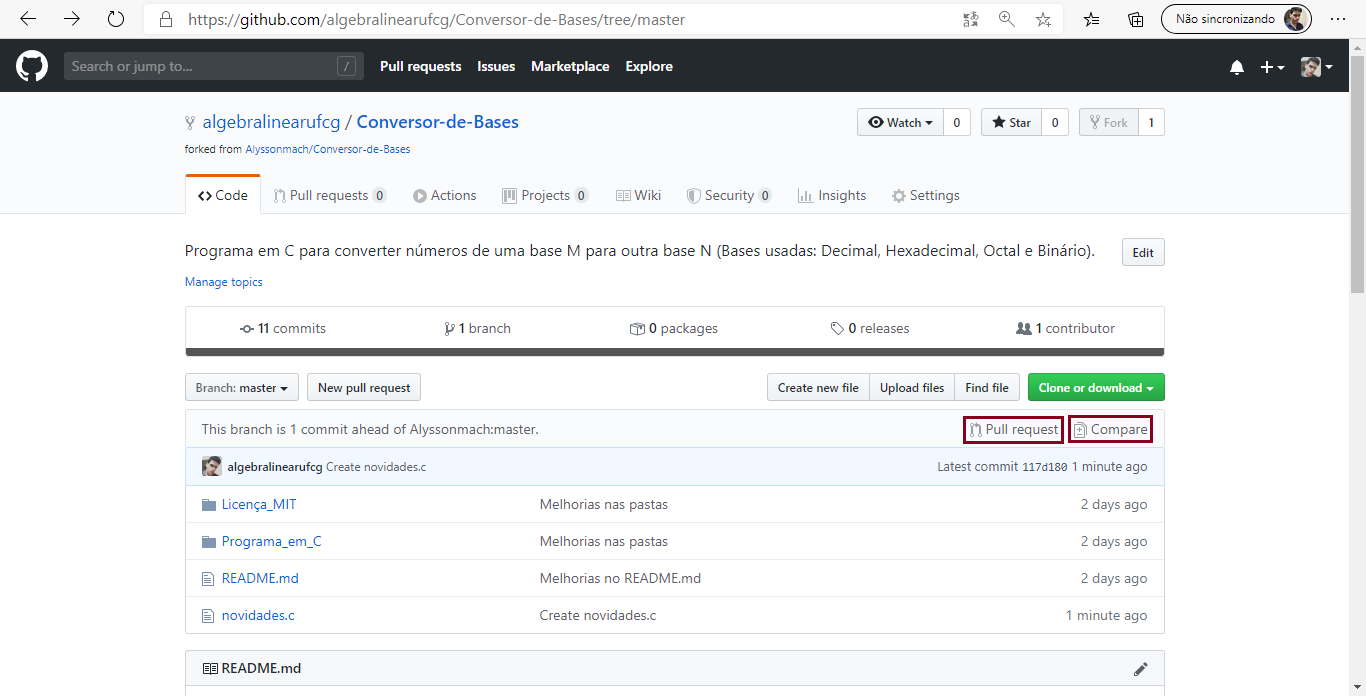 https://github.com/algebralinearufcg/Conversor-de-Bases/tree/master
Não sincronizando
Search or jump to...
/
Pull requests Issues Marketplace Explore
algebralinearufcg / Conversor-de-Bases
Watch 0 Star 0 Fork 1
forked from Alyssonmach/Conversor-de-Bases
Code Pull requests 0 Actions Projects 0 Wiki Security 0 Insights Settings
Programa em C para converter números de uma base M para outra base N (Bases usadas: Decimal, Hexadecimal, Octal e Binário).
Edit
Manage topics
11 commits 1 branch 0 packages 0 releases 1 contributor
Branch: master New pull request Create new file Upload files Find file Clone or download
This branch is 1 commit ahead of Alyssonmach:master. Pull request Compare
algebralinearufcg Create novidades.c Latest commit 117d180 1 minute ago
Licença_MIT Melhorias nas pastas 2 days ago
Programa_em_C Melhorias nas pastas 2 days ago
README.md Melhorias no README.md 2 days ago
novidades.c Create novidades.c 1 minute ago
README.md